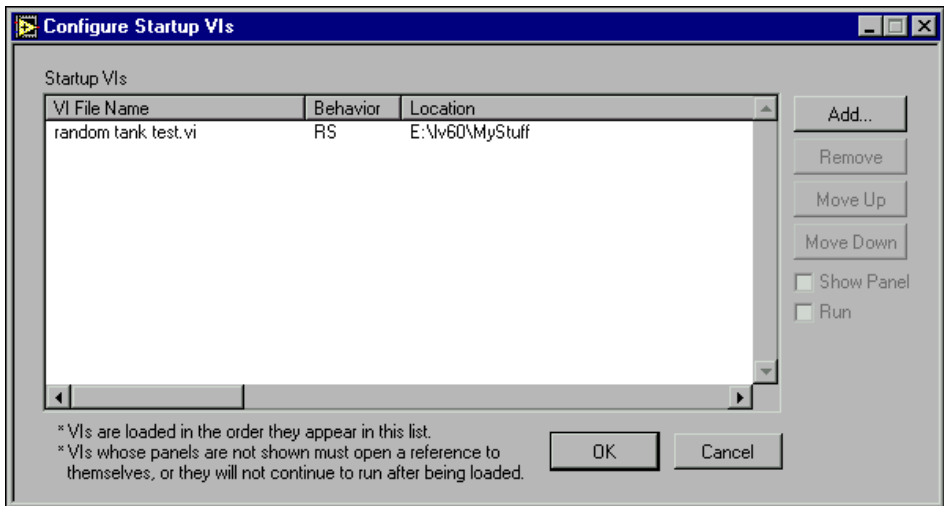 Configure Startup VIs
Startup VIs
VI File Name Behavior Location
random tank test.vi RS E:\lv60\MyStuff
Add...
Remove
Move Up
Move Down
Show Panel
Run
* VIs are loaded in the order they appear in this list.
* VIs whose panels are not shown must open a reference to
themselves, or they will not continue to run after being loaded.
OK Cancel